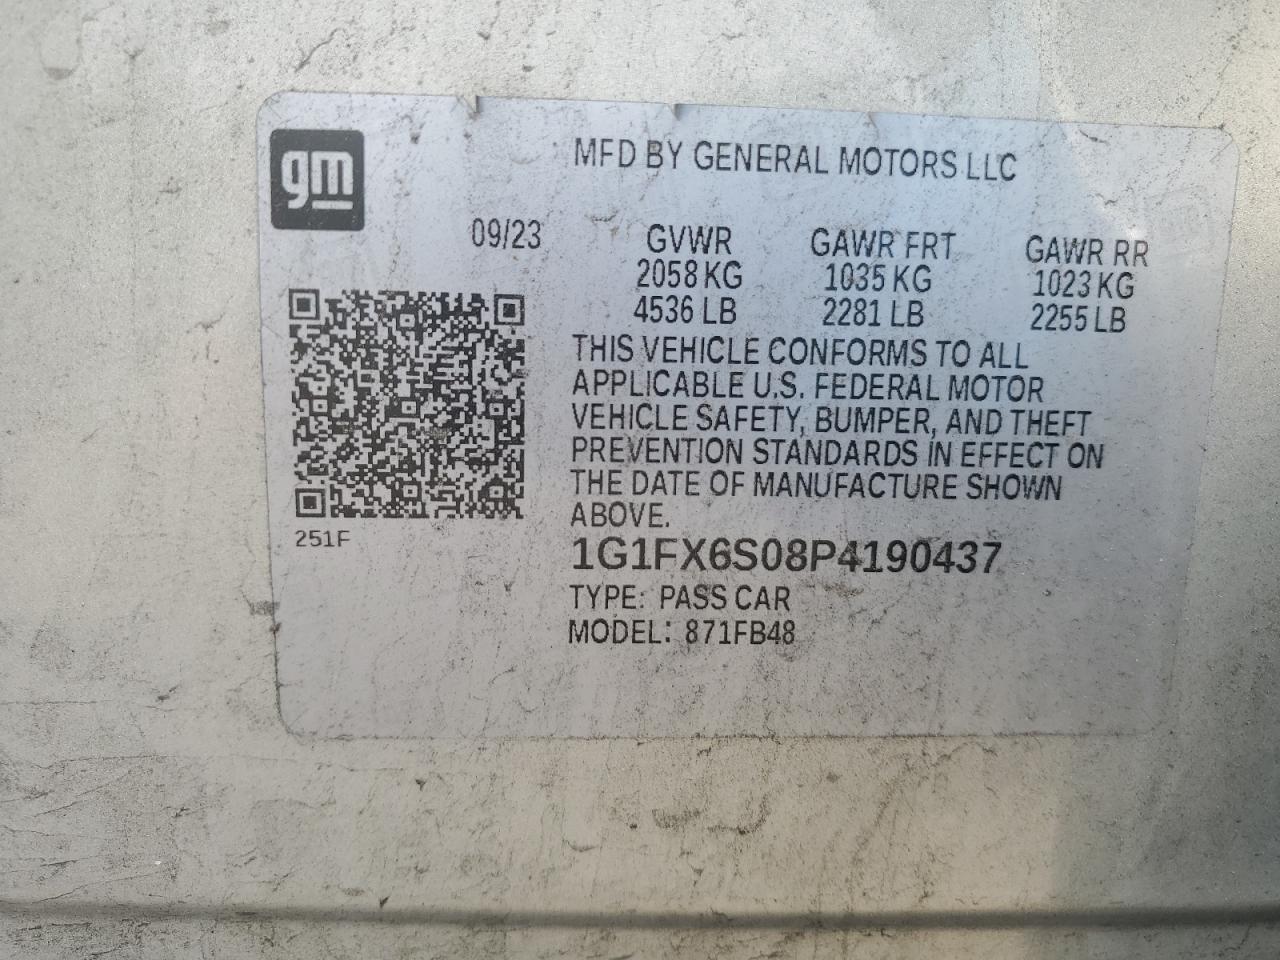 gm
MFD BY GENERAL MOTORS LLC
09/23
GVWR GAWR FRT GAWR RR
2058 KG 1035 KG 1023 KG
4536 LB 2281 LB 2255 LB
THIS VEHICLE CONFORMS TO ALL
APPLICABLE U.S. FEDERAL MOTOR
VEHICLE SAFETY, BUMPER, AND THEFT
PREVENTION STANDARDS IN EFFECT ON
THE DATE OF MANUFACTURE SHOWN
ABOVE.
251F
1G1FX6S08P4190437
TYPE: PASS CAR
MODEL: 871FB48